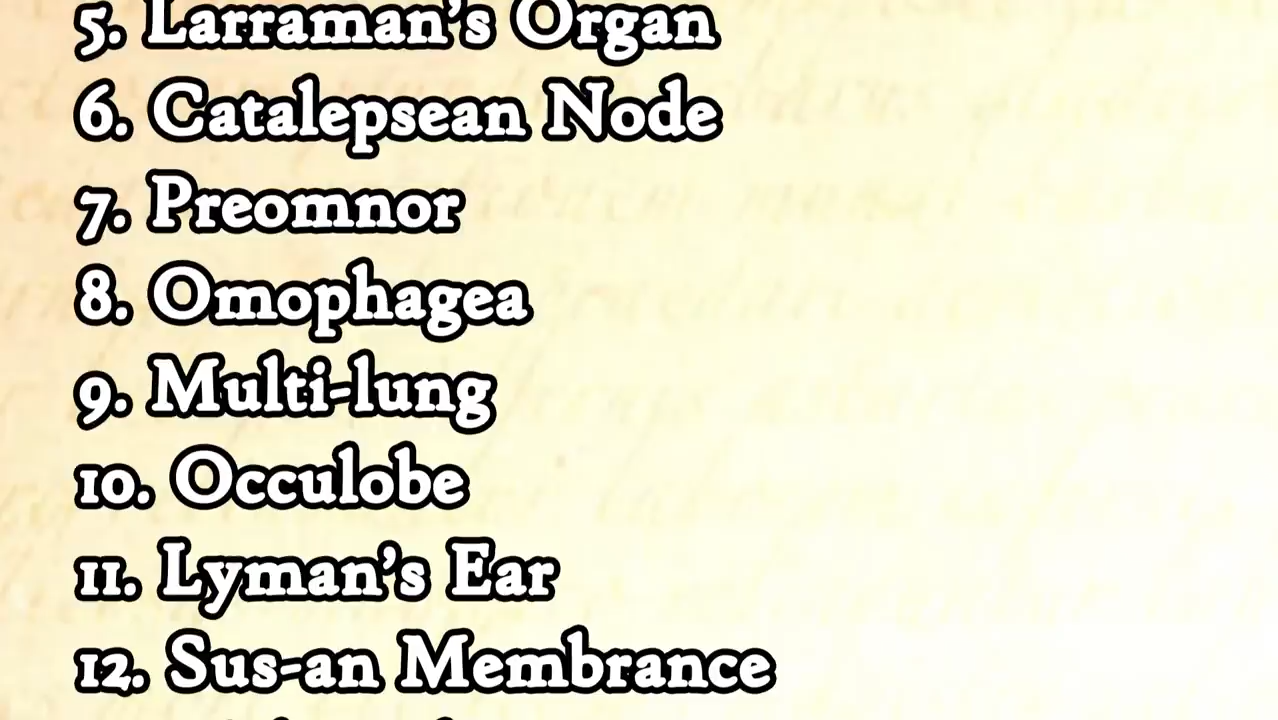 5. Larraman's Organ
6. Catalepsean Node
7. Preomnor
8. Omophagea
9. Multi-lung
10. Occulobe
11. Lyman's Ear
12. Sus-an Membrance